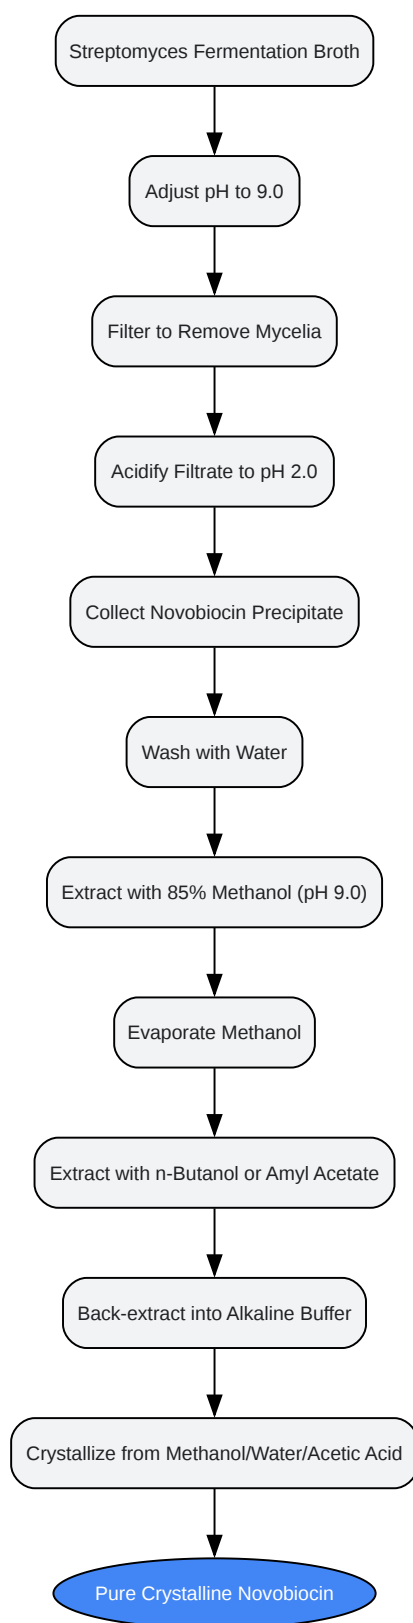 Streptomyces Fermentation Broth
Adjust pH to 9.0
Filter to Remove Mycelia
Acidify Filtrate to pH 2.0
Collect Novobiocin Precipitate
Wash with Water
Extract with 85% Methanol (pH 9.0)
Evaporate Methanol
Extract with n-Butanol or Amyl Acetate
Back-extract into Alkaline Buffer
Crystallize from Methanol/Water/Acetic Acid
Pure Crystalline Novobiocin